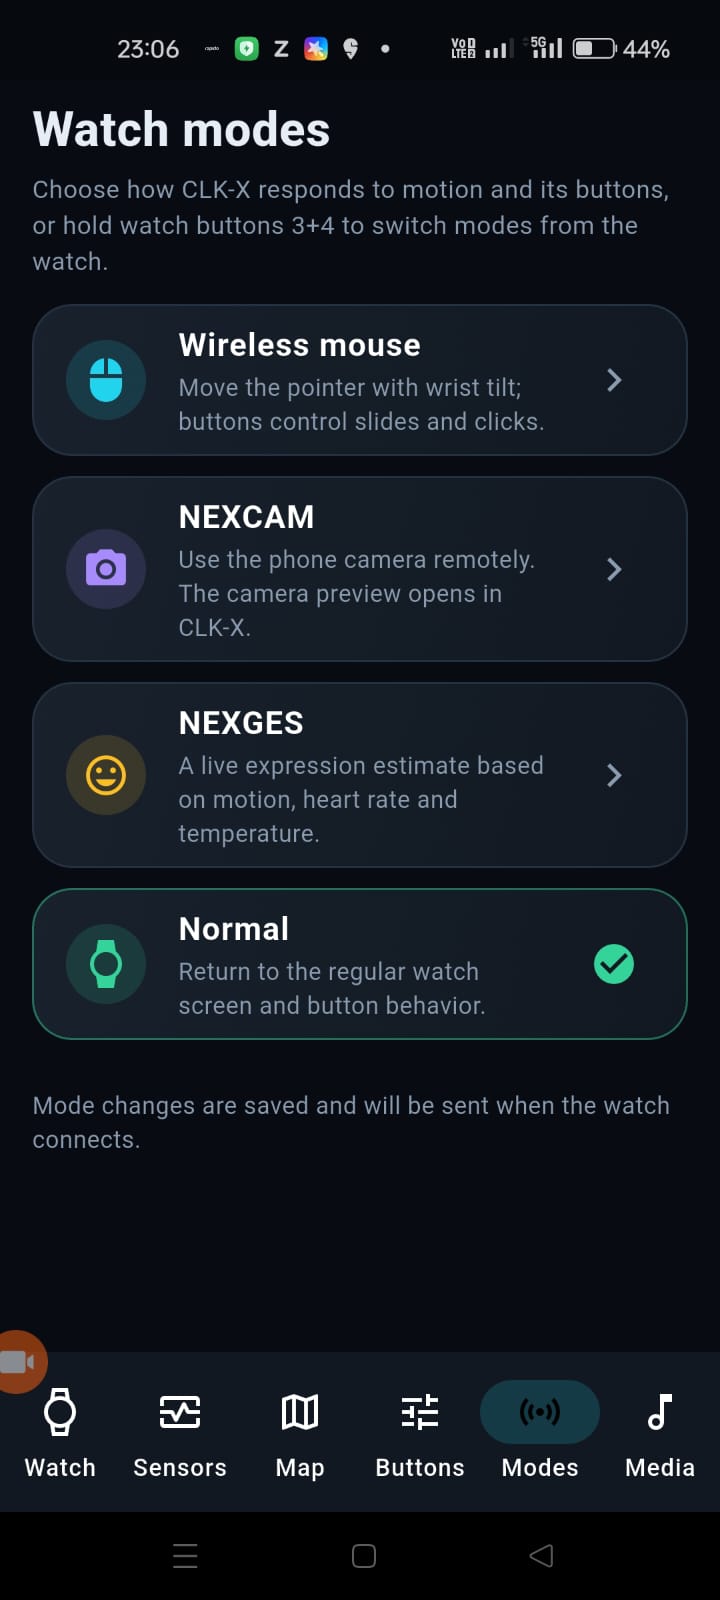 23:06
Z
Vo D
LTE 2
5G
44%
Watch modes
Choose how CLK-X responds to motion and its buttons,
or hold watch buttons 3+4 to switch modes from the
watch.
Wireless mouse
Move the pointer with wrist tilt;
buttons control slides and clicks.
NEXCAM
Use the phone camera remotely.
The camera preview opens in
CLK-X.
NEXGES
A live expression estimate based
on motion, heart rate and
temperature.
Normal
Return to the regular watch
screen and button behavior.
Mode changes are saved and will be sent when the watch
connects.
Watch
Sensors
Map
Buttons
Modes
Media